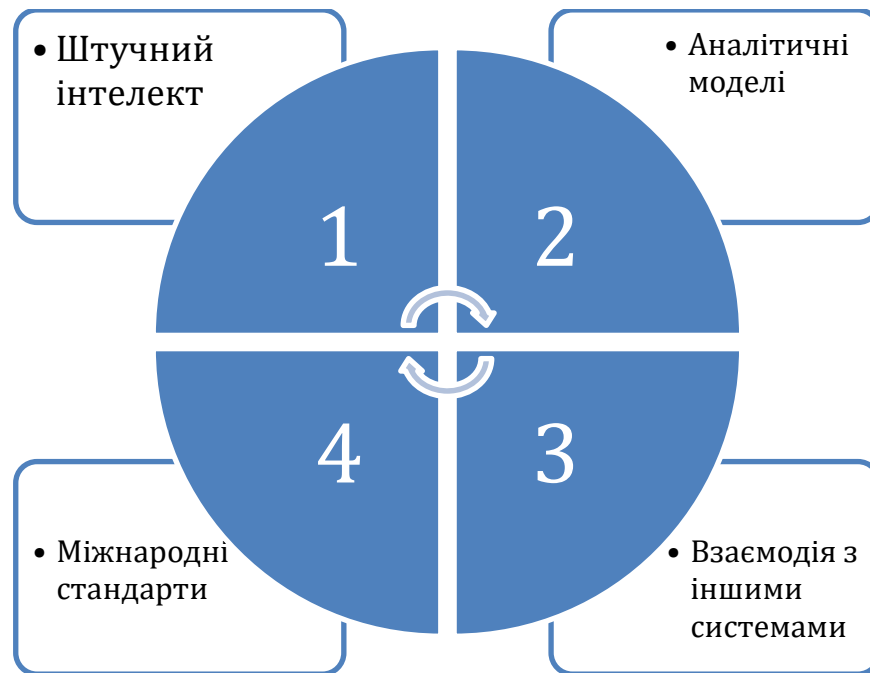 • Штучний
інтелект
• Аналітичні
моделі
1
2
4
3
• Міжнародні
стандарти
• Взаємодія з
іншими
системами